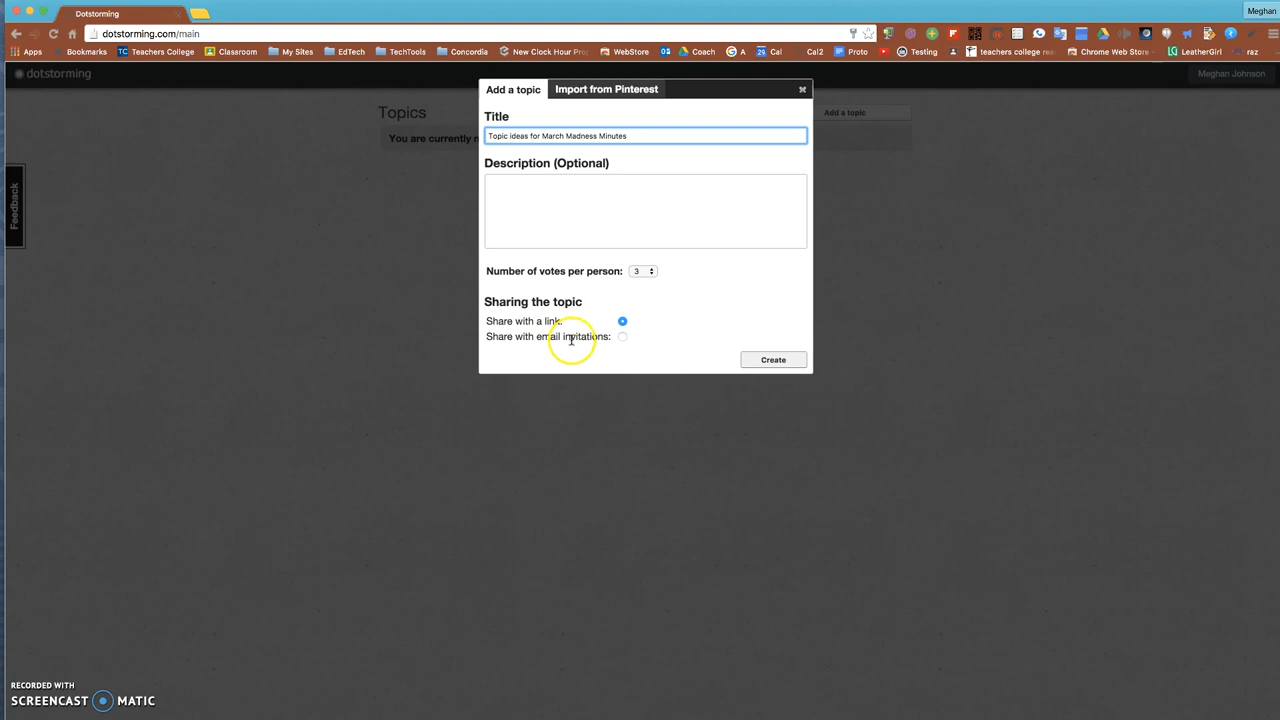 Dotstorming
Meghan
dotstorming.com/main
Apps Bookmarks Teachers College Classroom My Sites EdTech TechTools Concordia New Clock Hour Pro WebStore Coach A Cal Cal2 Proto Testing teachers college re Chrome Web Store LeatherGirl raz
dotstorming
Meghan Johnson
Add a topic Import from Pinterest
Topics
Add a topic
Title
Topic ideas for March Madness Minutes
You are currently
Description (Optional)
Feedback
Number of votes per person: 3
Sharing the topic
Share with a link:
Share with email invitations:
Create
RECORDED WITH
SCREENCAST MATIC